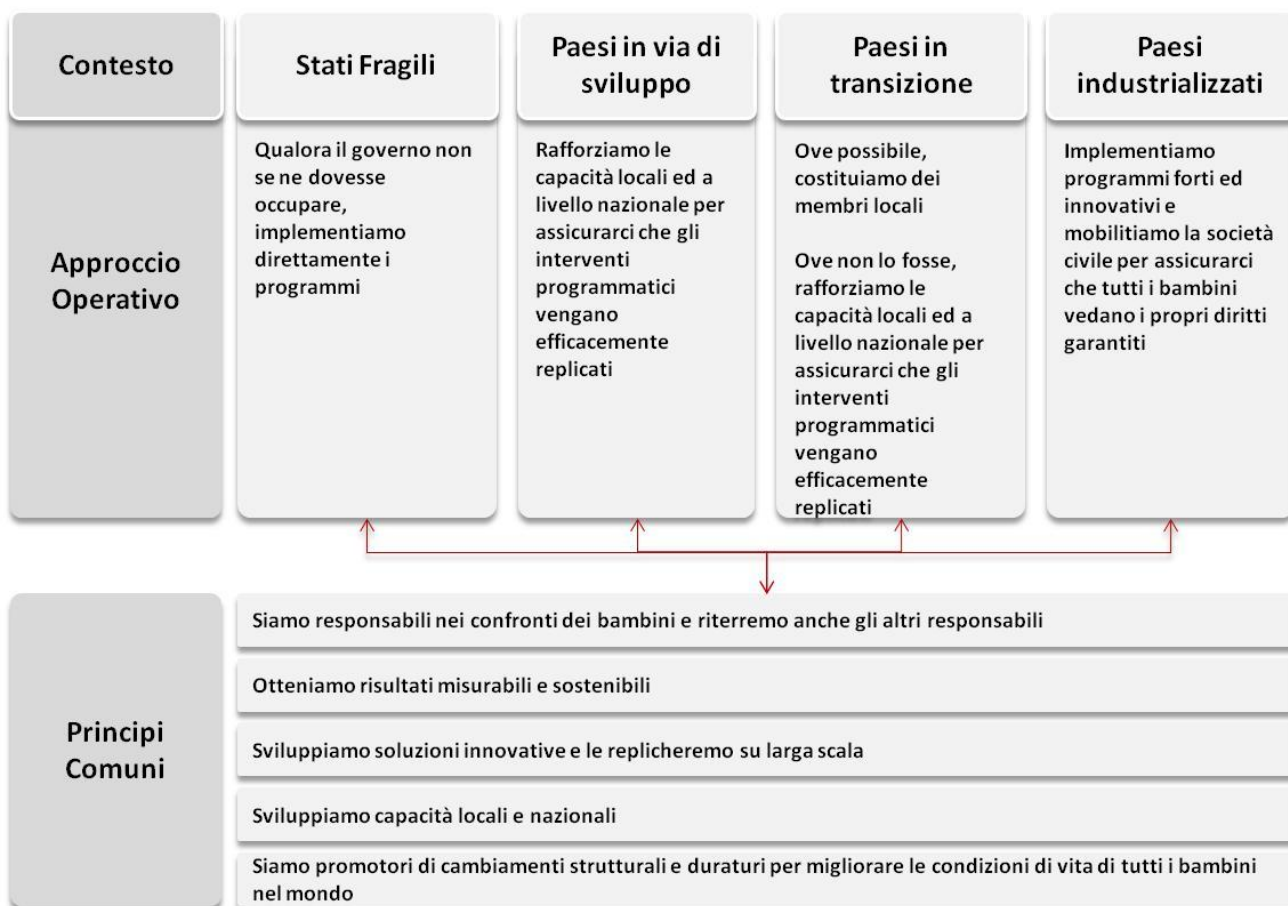 Contesto
Stati Fragili
Paesi in via di
sviluppo
Paesi in
transizione
Paesi
industrializzati
Approccio
Operativo
Qualora il governo non
se ne dovesse
occupare,
implementiamo
direttamente i
programmi
Rafforziamo le
capacità locali ed a
livello nazionale per
assicurarci che gli
interventi
programmatici
vengano
efficacemente
replicati
Ove possibile,
costituiamo dei
membri locali
Ove non lo fosse,
rafforziamo le
capacità locali ed a
livello nazionale per
assicurarci che gli
interventi
programmatici
vengano
efficacemente
replicati
Implementiamo
programmi forti ed
innovativi e
mobilitiamo la società
civile per assicurarci
che tutti i bambini
vedano i propri diritti
garantiti
Principi
Comuni
Siamo responsabili nei confronti dei bambini e riterremo anche gli altri responsabili
Otteniamo risultati misurabili e sostenibili
Sviluppiamo soluzioni innovative e le replicheremo su larga scala
Sviluppiamo capacità locali e nazionali
Siamo promotori di cambiamenti strutturali e duraturi per migliorare le condizioni di vita di tutti i bambini
nel mondo